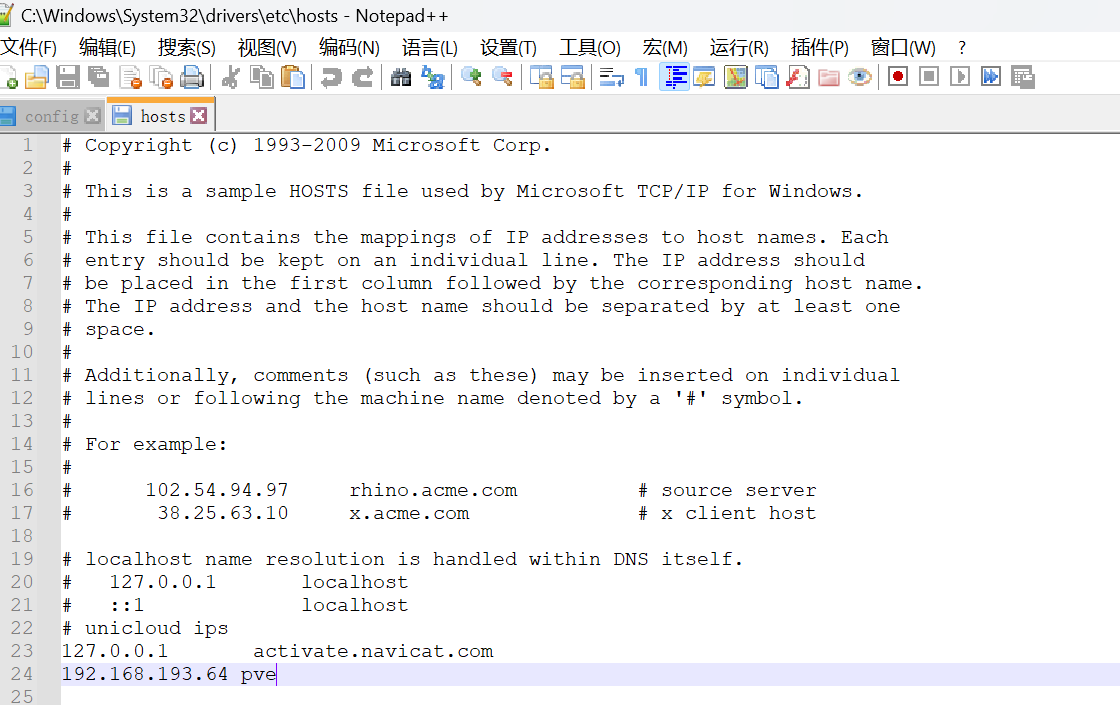 C:\Windows\System32\drivers\etc\hosts - Notepad++
文件(F) 编辑(E) 搜索(S) 视图(V) 编码(N) 语言(L) 设置(T) 工具(O) 宏(M) 运行(R) 插件(P) 窗口(W) ?
config hosts
1 # Copyright (c) 1993-2009 Microsoft Corp.
2 #
3 # This is a sample HOSTS file used by Microsoft TCP/IP for Windows.
4 #
5 # This file contains the mappings of IP addresses to host names. Each
6 # entry should be kept on an individual line. The IP address should
7 # be placed in the first column followed by the corresponding host name.
8 # The IP address and the host name should be separated by at least one
9 # space.
10 #
11 # Additionally, comments (such as these) may be inserted on individual
12 # lines or following the machine name denoted by a '#' symbol.
13 #
14 # For example:
15 #
16 #      102.54.94.97     rhino.acme.com          # source server
17 #       38.25.63.10     x.acme.com              # x client host
18
19 # localhost name resolution is handled within DNS itself.
20 #   127.0.0.1       localhost
21 #   ::1             localhost
22 # unicloud ips
23 127.0.0.1       activate.navicat.com
24 192.168.193.64 pve
25